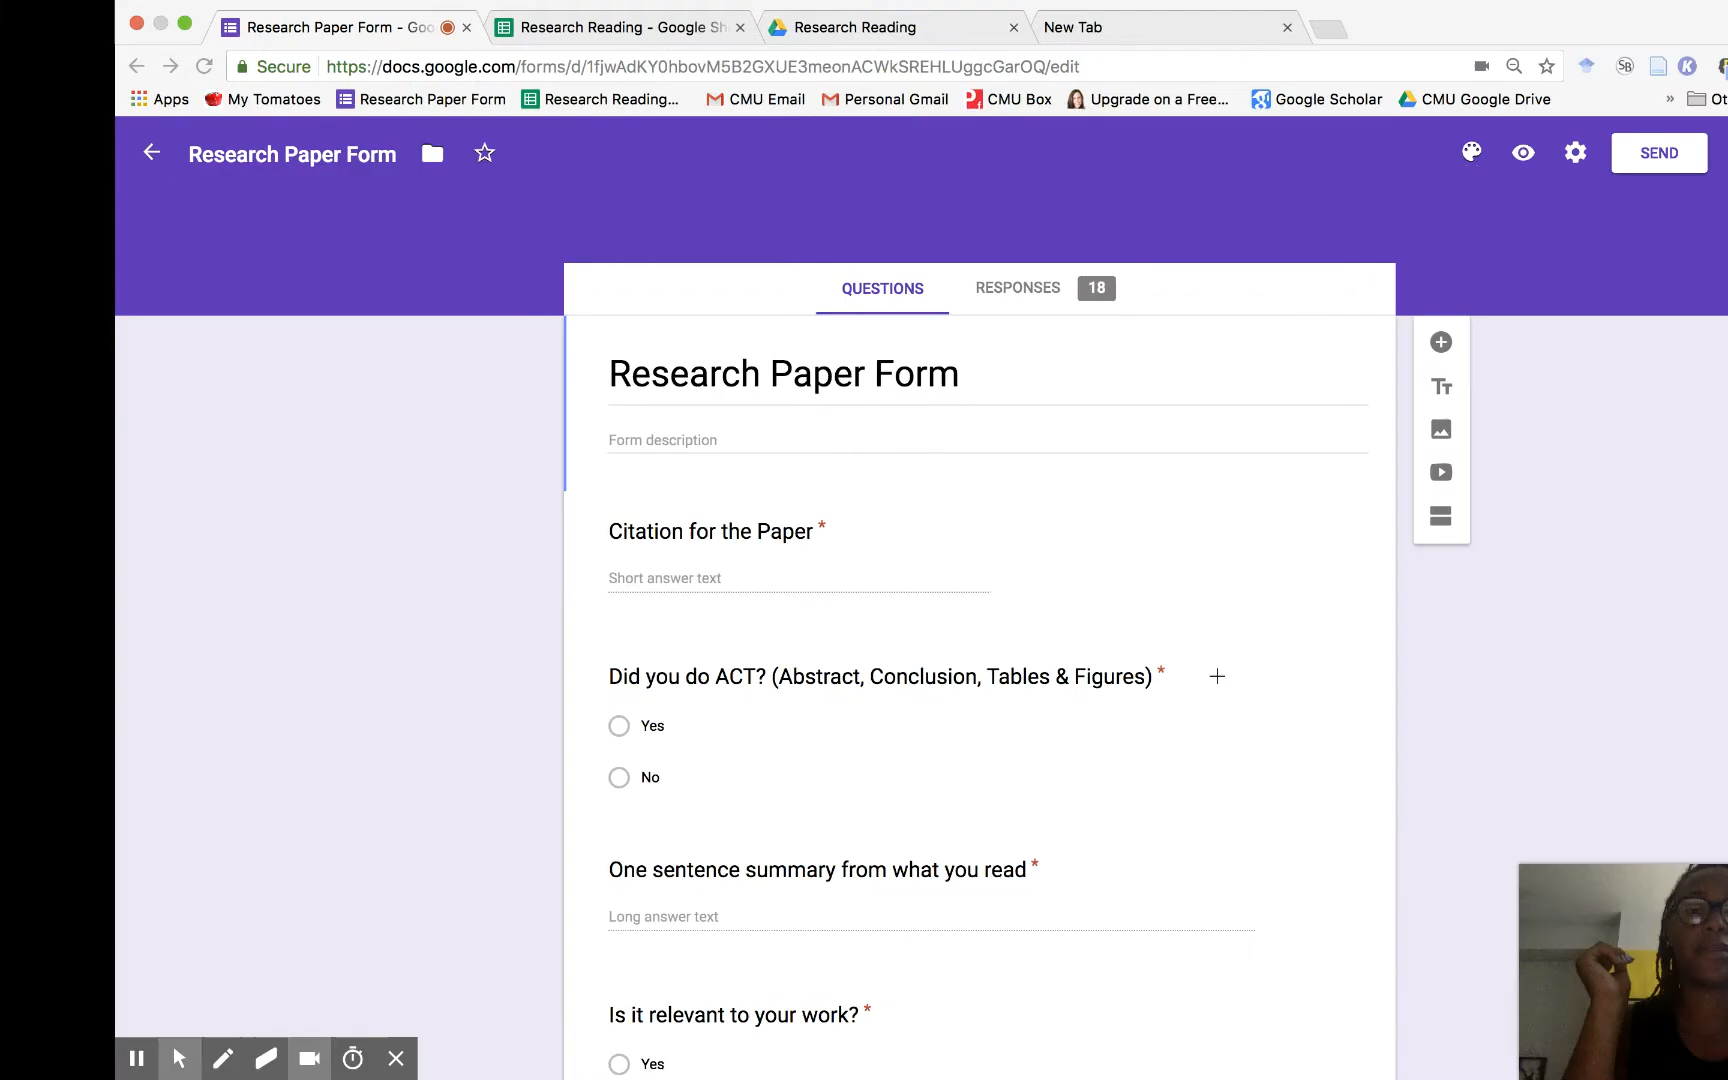 Research Paper Form - Goo
Research Reading - Google Sh
Research Reading
New Tab
Secure
https://docs.google.com/forms/d/1fjwAdKY0hbovM5B2GXUE3meonACWkSREHLUggcGarOQ/edit
SB
K
Apps
My Tomatoes
Research Paper Form
Research Reading...
CMU Email
Personal Gmail
CMU Box
Upgrade on a Free...
Google Scholar
CMU Google Drive
»
Ot
Research Paper Form
SEND
QUESTIONS
RESPONSES
18
Research Paper Form
Tт
Form description
Citation for the Paper *
Short answer text
Did you do ACT? (Abstract, Conclusion, Tables & Figures) *
Yes
No
One sentence summary from what you read *
Long answer text
Is it relevant to your work? *
Yes